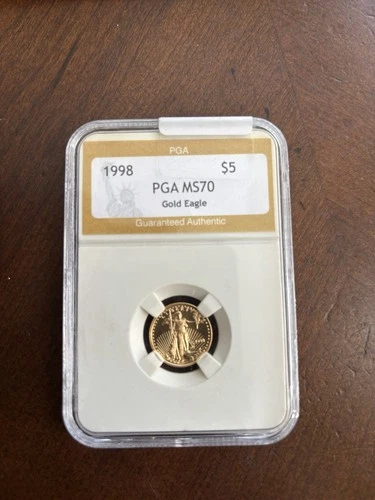 PGA
1998 $5
PGA MS70
Gold Eagle
Guaranteed Authentic